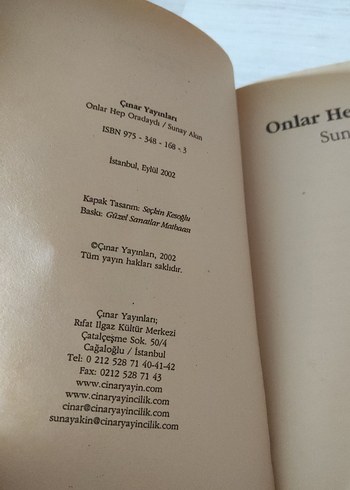 Çınar Yayınları
Onlar Hep Oradaydı / Sunay Akın
ISBN 975 - 348 - 168 - 3
İstanbul, Eylül 2002
Kapak Tasarım: Seçkin Kesoğlu
Baskı: Güzel Sanatlar Matbaası
©Çınar Yayınları, 2002
Tüm yayın hakları saklıdır.
Çınar Yayınları;
Rıfat Ilgaz Kültür Merkezi
Çatalçeşme Sok. 50/4
Cağaloğlu / İstanbul
Tel: 0 212 528 71 40-41-42
Fax: 0212 528 71 43
www.cinaryayin.com
www.cinaryayincilik.com
cinar@cinaryayincilik.com
sunayakin@cinaryayincilik.com
Onlar He
Sun